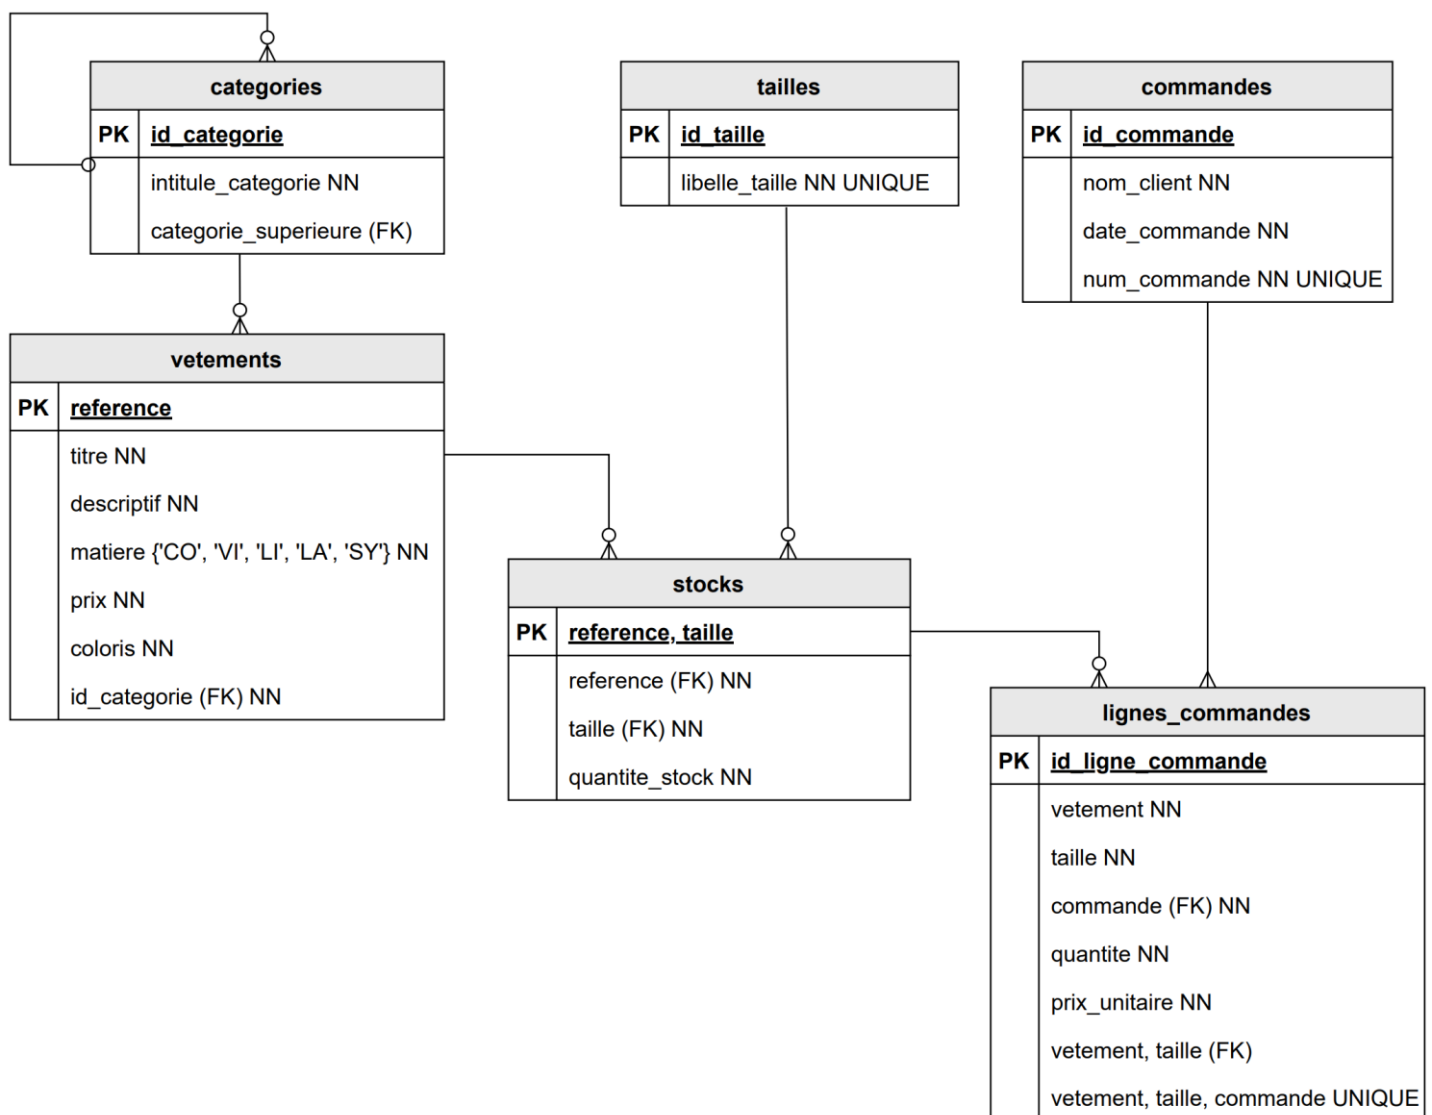 categories
PK id_categorie
intitule_categorie NN
categorie_superieure (FK)
tailles
PK id_taille
libelle_taille NN UNIQUE
commandes
PK id_commande
nom_client NN
date_commande NN
num_commande NN UNIQUE
vetements
PK reference
titre NN
descriptif NN
matiere {'CO', 'VI', 'LI', 'LA', 'SY'} NN
prix NN
coloris NN
id_categorie (FK) NN
stocks
PK reference, taille
reference (FK) NN
taille (FK) NN
quantite_stock NN
lignes_commandes
PK id_ligne_commande
vetement NN
taille NN
commande (FK) NN
quantite NN
prix_unitaire NN
vetement, taille (FK)
vetement, taille, commande UNIQUE